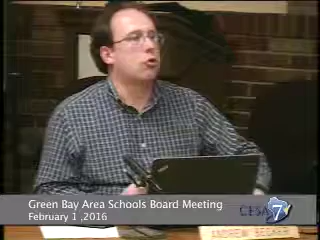 Green Bay Area Schools Board Meeting
February 1 ,2016
CESA 7
ANDREW BECKER